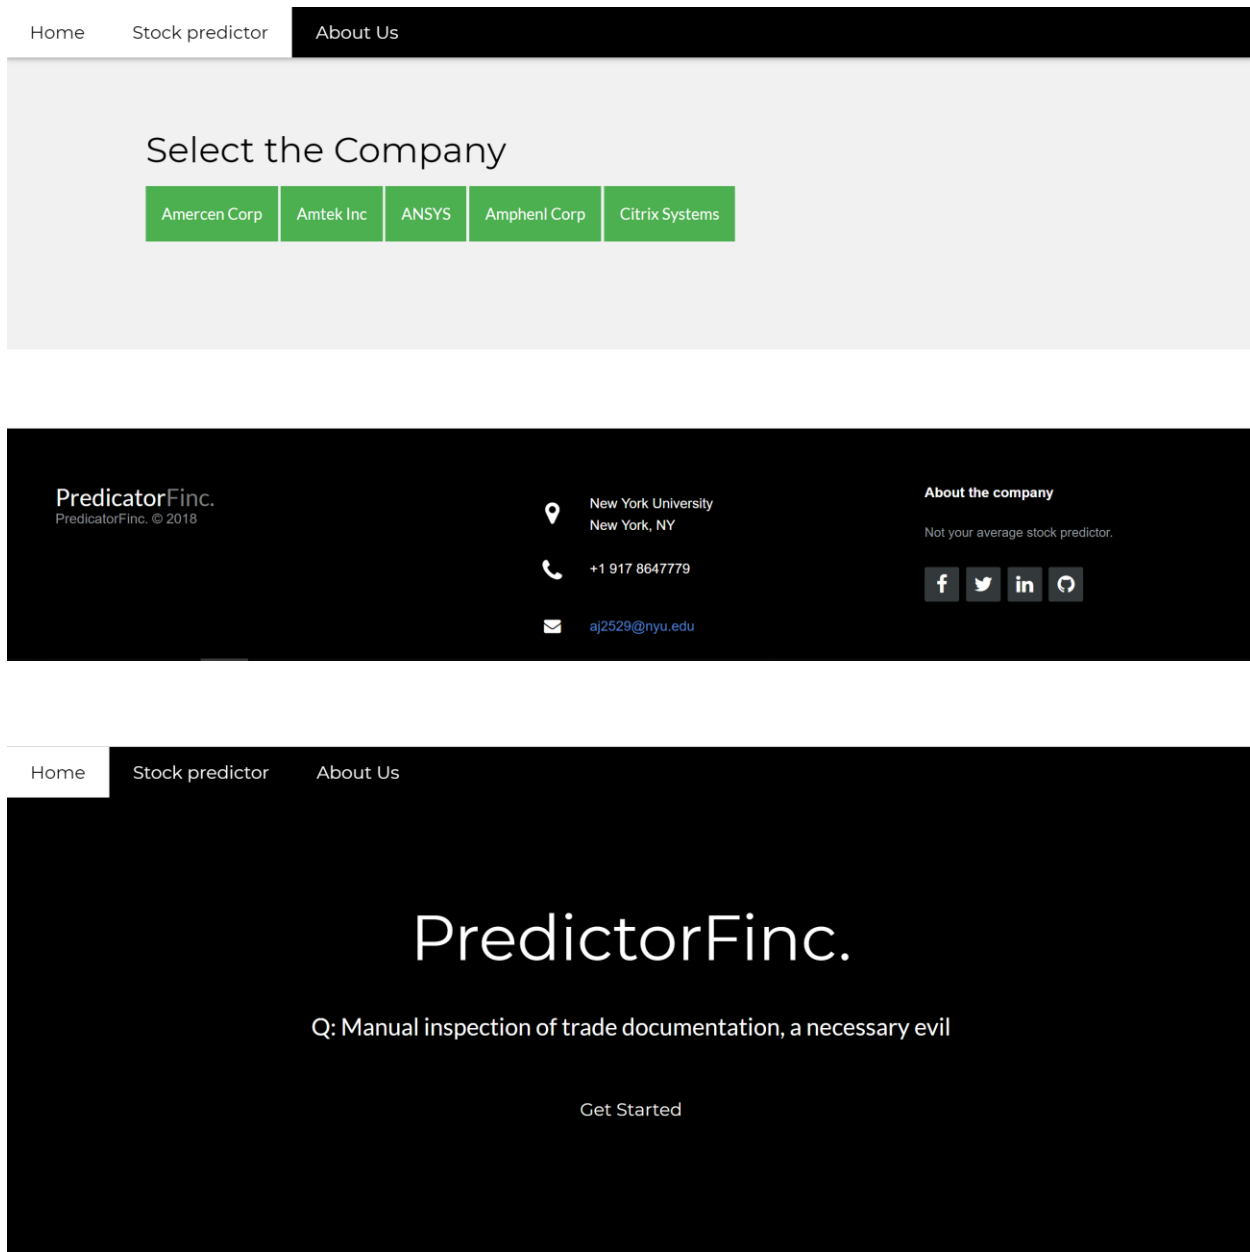 Home Stock predictor About Us
Select the Company
Amercen Corp Amtek Inc ANSYS Amphenl Corp Citrix Systems
PredicatorFinc.
PredicatorFinc. © 2018
New York University
New York, NY
+1 917 8647779
aj2529@nyu.edu
About the company
Not your average stock predictor.
Home Stock predictor About Us
PredictorFinc.
Q: Manual inspection of trade documentation, a necessary evil
Get Started